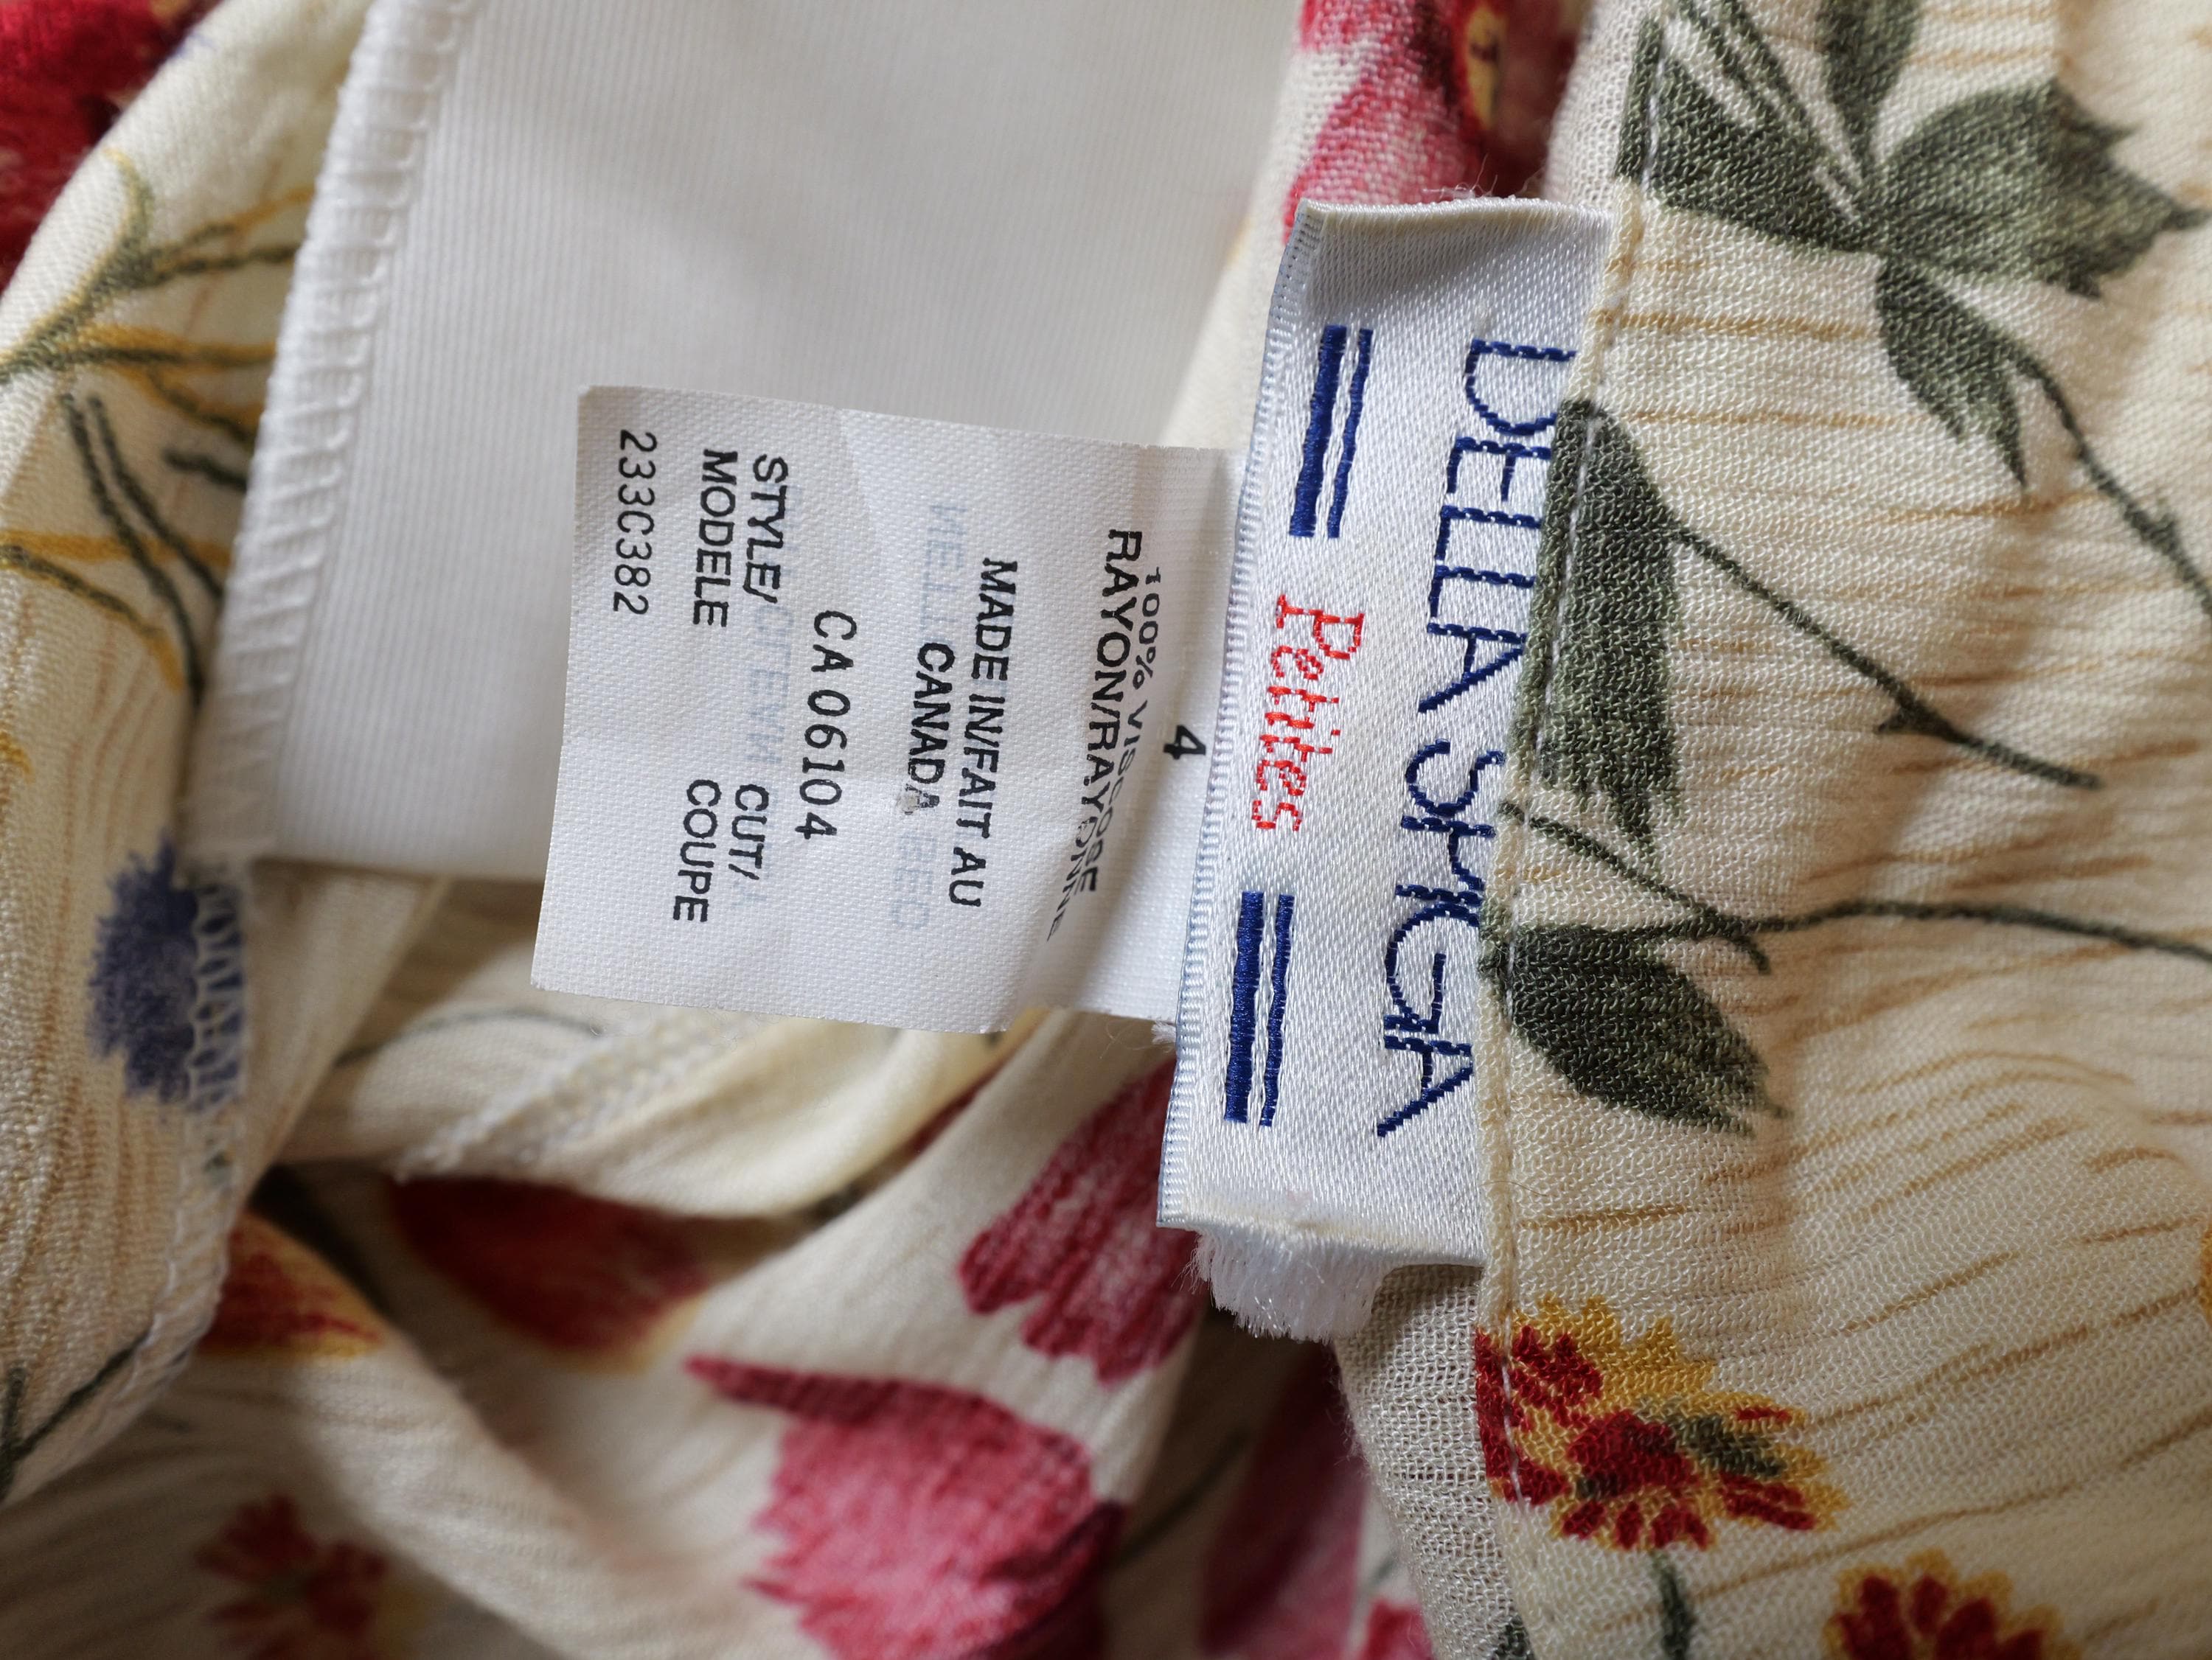 DELLA SPIGA
Petites
4
100% VISCOSE
RAYON/RAYONNE
MADE IN/FAIT AU
CANADA
CA 06104
STYLE/ CUT/
MODELE COUPE
233C382